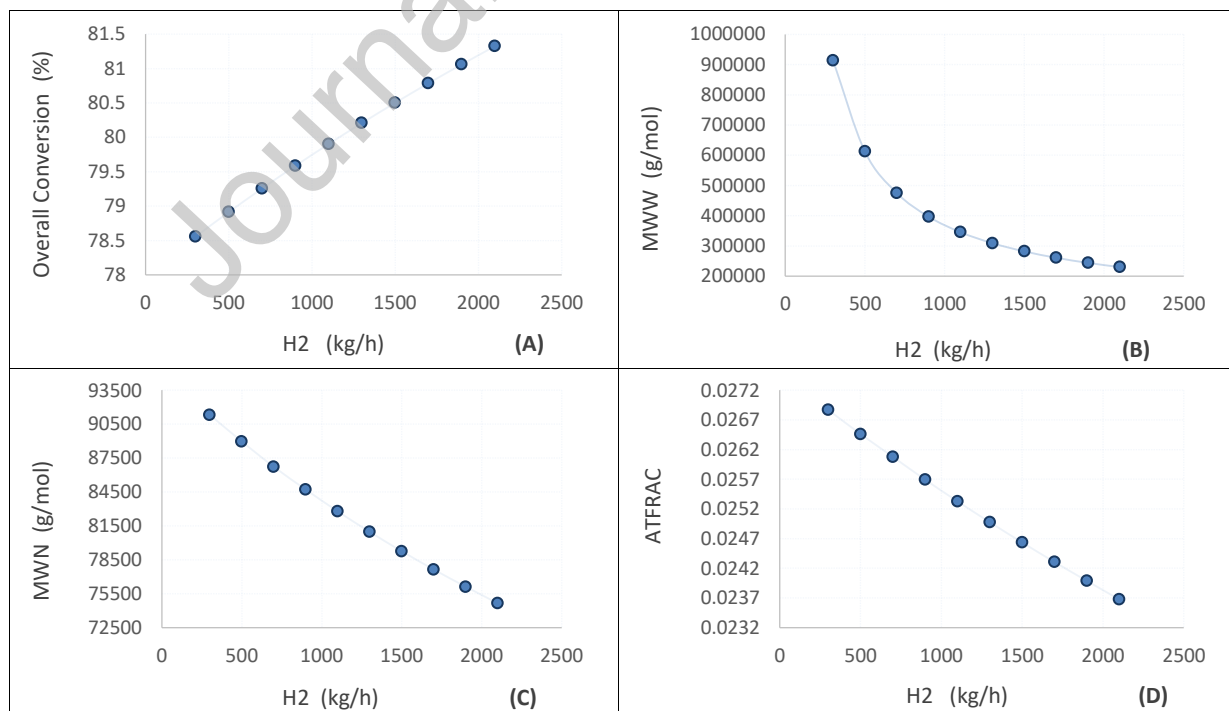 Journal
81.5
81
80.5
80
79.5
79
78.5
78
0 500 1000 1500 2000 2500
Overall Conversion (%)
H2 (kg/h) (A)
1000000
900000
800000
700000
600000
500000
400000
300000
200000
0 500 1000 1500 2000 2500
MWW (g/mol)
H2 (kg/h) (B)
93500
90500
87500
84500
81500
78500
75500
72500
0 500 1000 1500 2000 2500
MWN (g/mol)
H2 (kg/h) (C)
0.0272
0.0267
0.0262
0.0257
0.0252
0.0247
0.0242
0.0237
0.0232
0 500 1000 1500 2000 2500
ATFRAC
H2 (kg/h) (D)